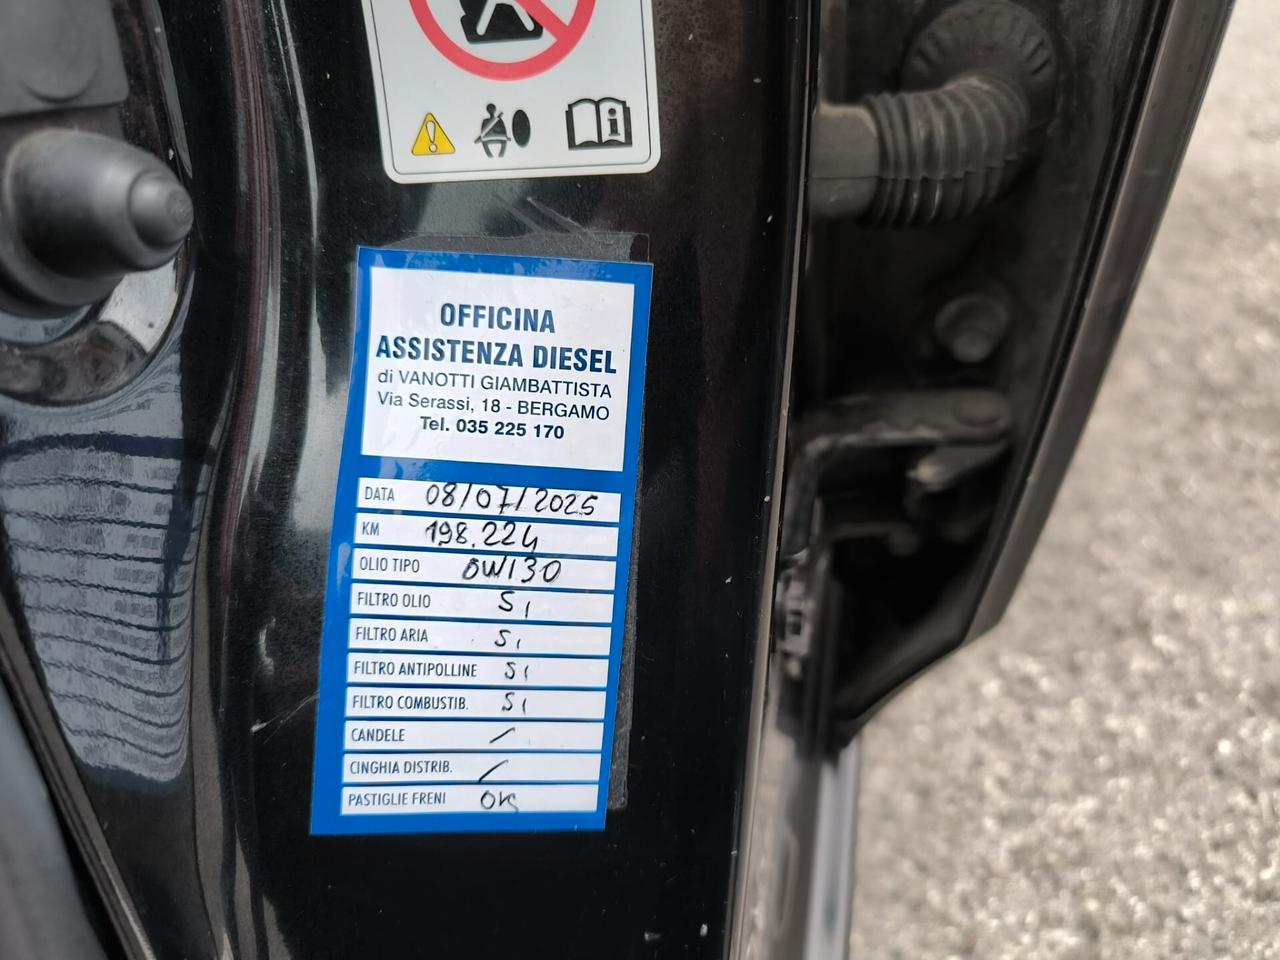 OFFICINA
ASSISTENZA DIESEL
di VANOTTI GIAMBATTISTA
Via Serassi, 18 - BERGAMO
Tel. 035 225 170
DATA 08/07/2025
KM 198.224
OLIO TIPO 0W/30
FILTRO OLIO SI
FILTRO ARIA SI
FILTRO ANTIPOLLINE SI
FILTRO COMBUSTIB. SI
CANDELE /
CINGHIA DISTRIB. /
PASTIGLIE FRENI OK